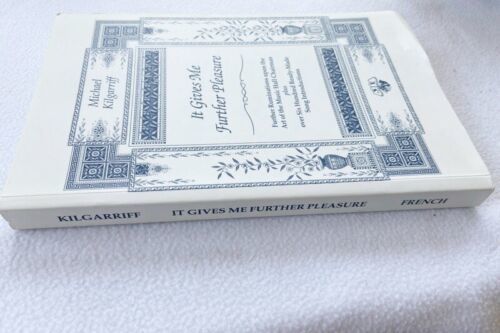 Michael
Kilgarriff
It Gives Me
Further Pleasure
Further Ruminations upon the
Art of the Music Hall Chairman
plus
over Six Hundred Ready-Made
Song Introductions
KILGARRIFF IT GIVES ME FURTHER PLEASURE FRENCH